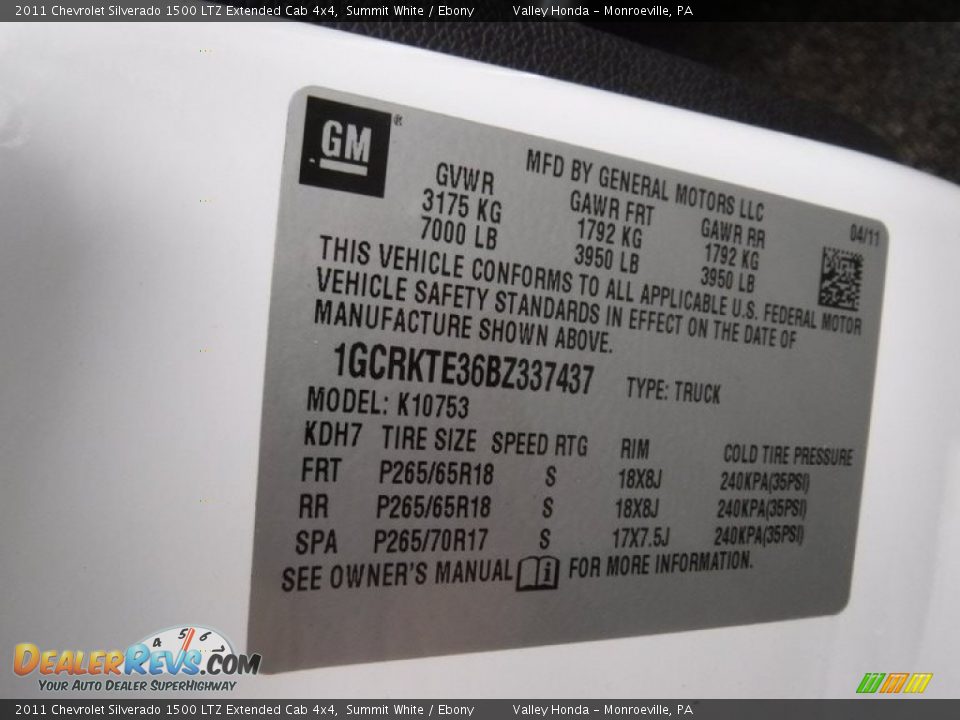 2011 Chevrolet Silverado 1500 LTZ Extended Cab 4x4, Summit White / Ebony Valley Honda - Monroeville, PA
GM®
MFD BY GENERAL MOTORS LLC
GVWR GAWR FRT GAWR RR 04/11
3175 KG 1792 KG 1792 KG
7000 LB 3950 LB 3950 LB
THIS VEHICLE CONFORMS TO ALL APPLICABLE U.S. FEDERAL MOTOR
VEHICLE SAFETY STANDARDS IN EFFECT ON THE DATE OF
MANUFACTURE SHOWN ABOVE.
1GCRKTE36BZ337437 TYPE: TRUCK
MODEL: K10753
KDH7 TIRE SIZE SPEED RTG RIM COLD TIRE PRESSURE
FRT P265/65R18 S 18X8J 240KPA(35PSI)
RR P265/65R18 S 18X8J 240KPA(35PSI)
SPA P265/70R17 S 17X7.5J 240KPA(35PSI)
SEE OWNER'S MANUAL i FOR MORE INFORMATION.
4 5 6
DEALERREVS.COM
YOUR AUTO DEALER SUPERHIGHWAY
2011 Chevrolet Silverado 1500 LTZ Extended Cab 4x4, Summit White / Ebony Valley Honda - Monroeville, PA